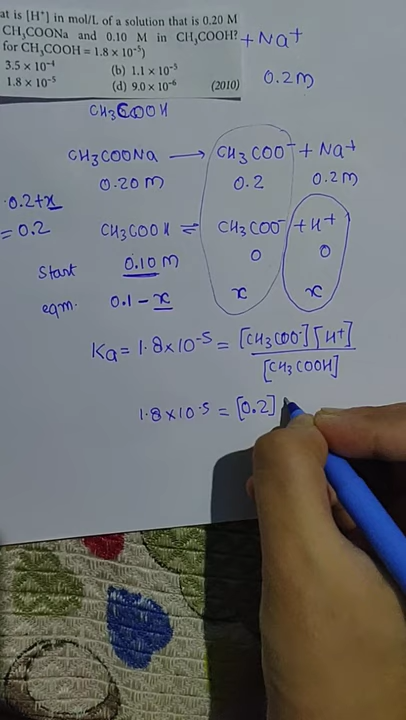 at is [H⁺] in mol/L of a solution that is 0.20 M
CH₃COONa and 0.10 M in CH₃COOH?
for CH₃COOH = 1.8 × 10⁻⁵)
3.5 × 10⁻⁴ (b) 1.1 × 10⁻⁵
1.8 × 10⁻⁵ (d) 9.0 × 10⁻⁶ (2010)
+ Na⁺
0.2M
CH₃COOH
CH₃COONa ⟶ CH₃COO⁻ + Na⁺
0.20 M 0.2 0.2M
0.2+x
= 0.2
CH₃COOH ⇌ CH₃COO⁻ + H⁺
Start 0.10 M 0 0
eqm. 0.1 - x x x
Ka = 1.8×10⁻⁵ = [CH₃COO⁻] [H⁺]
[CH₃COOH]
1.8×10⁻⁵ = [0.2]